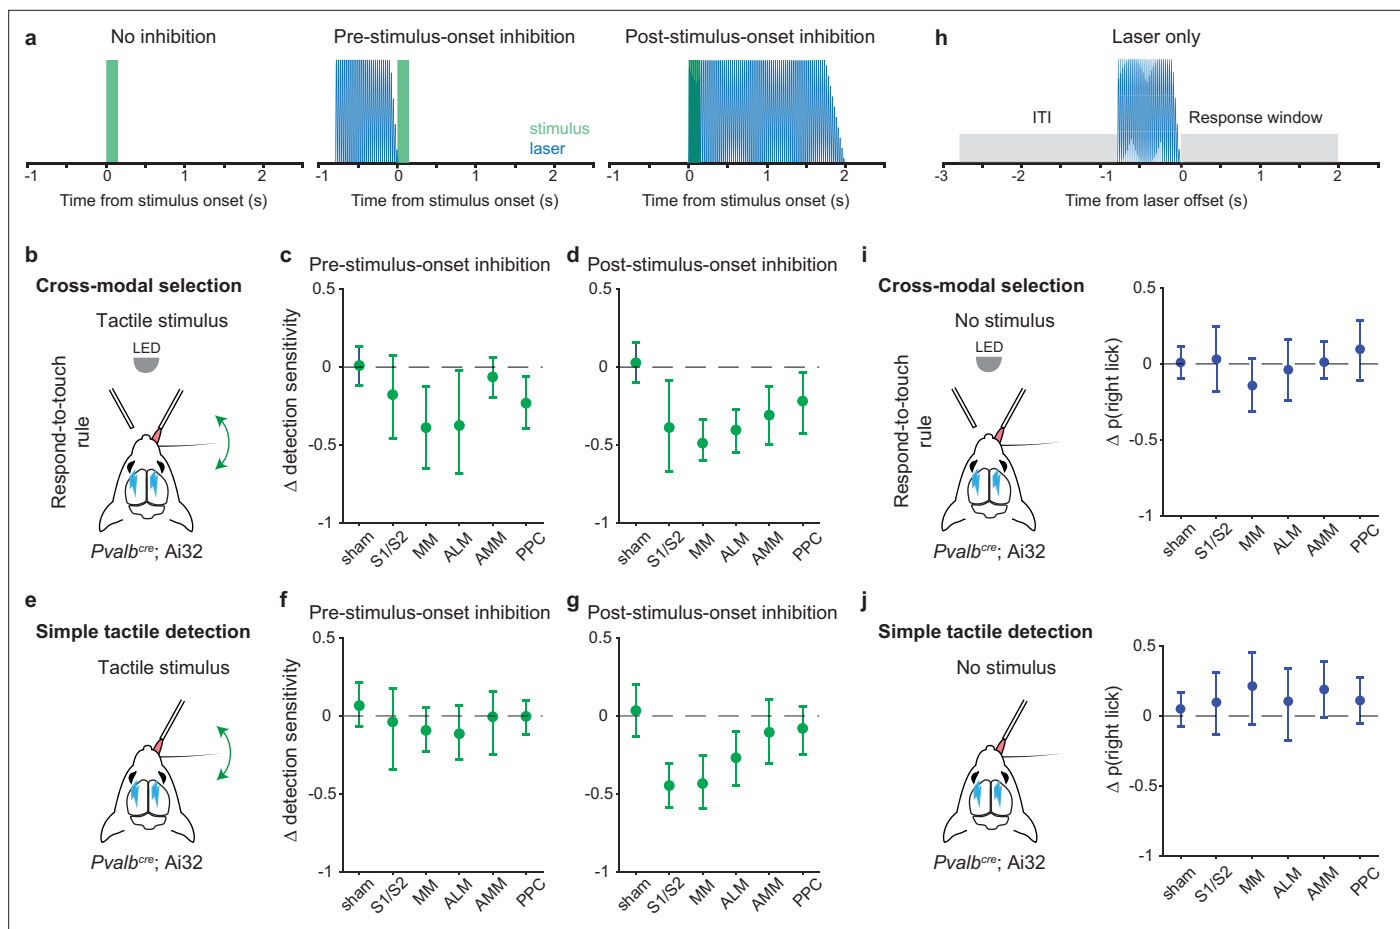 a
No inhibition
Pre-stimulus-onset inhibition
Post-stimulus-onset inhibition
stimulus
laser
-1 0 1 2
-1 0 1 2
-1 0 1 2
Time from stimulus onset (s)
Time from stimulus onset (s)
Time from stimulus onset (s)
h
Laser only
ITI
Response window
-3 -2 -1 0 1 2
Time from laser offset (s)
b
Cross-modal selection
Tactile stimulus
LED
Respond-to-touch
rule
Pvalbcre; Ai32
c
Pre-stimulus-onset inhibition
Δ detection sensitivity
0.5
0
-0.5
-1
sham S1/S2 MM ALM AMM PPC
d
Post-stimulus-onset inhibition
0.5
0
-0.5
-1
sham S1/S2 MM ALM AMM PPC
i
Cross-modal selection
No stimulus
LED
Respond-to-touch
rule
Pvalbcre; Ai32
Δ p(right lick)
0.5
0
-0.5
-1
sham S1/S2 MM ALM AMM PPC
e
Simple tactile detection
Tactile stimulus
Pvalbcre; Ai32
f
Pre-stimulus-onset inhibition
Δ detection sensitivity
0.5
0
-0.5
-1
sham S1/S2 MM ALM AMM PPC
g
Post-stimulus-onset inhibition
0.5
0
-0.5
-1
sham S1/S2 MM ALM AMM PPC
j
Simple tactile detection
No stimulus
Pvalbcre; Ai32
Δ p(right lick)
0.5
0
-0.5
-1
sham S1/S2 MM ALM AMM PPC